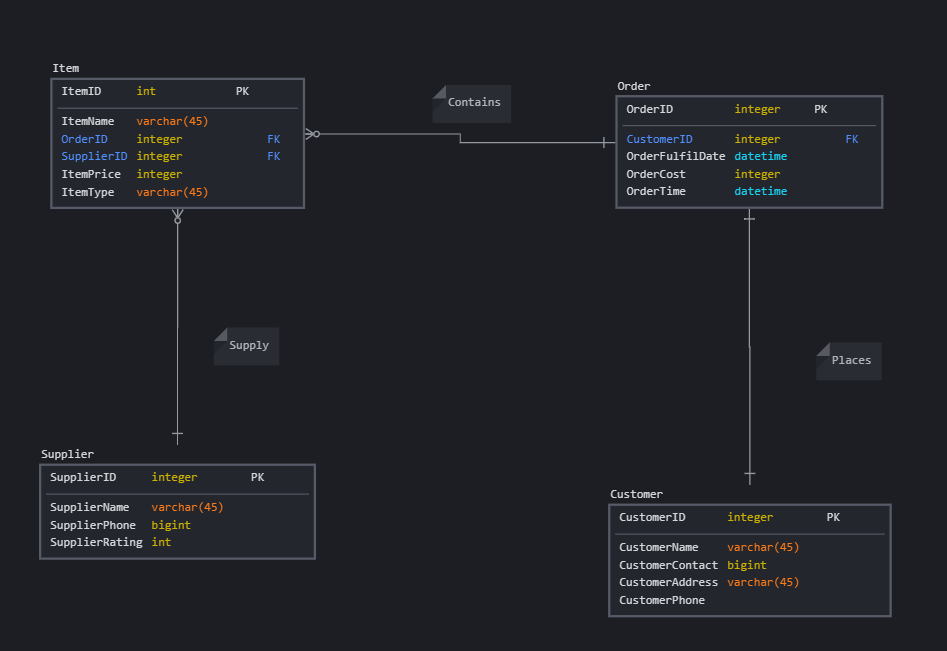 Item
ItemID int PK
ItemName varchar(45)
OrderID integer FK
SupplierID integer FK
ItemPrice integer
ItemType varchar(45)
Contains
Order
OrderID integer PK
CustomerID integer FK
OrderFulfilDate datetime
OrderCost integer
OrderTime datetime
Supply
Places
Supplier
SupplierID integer PK
SupplierName varchar(45)
SupplierPhone bigint
SupplierRating int
Customer
CustomerID integer PK
CustomerName varchar(45)
CustomerContact bigint
CustomerAddress varchar(45)
CustomerPhone